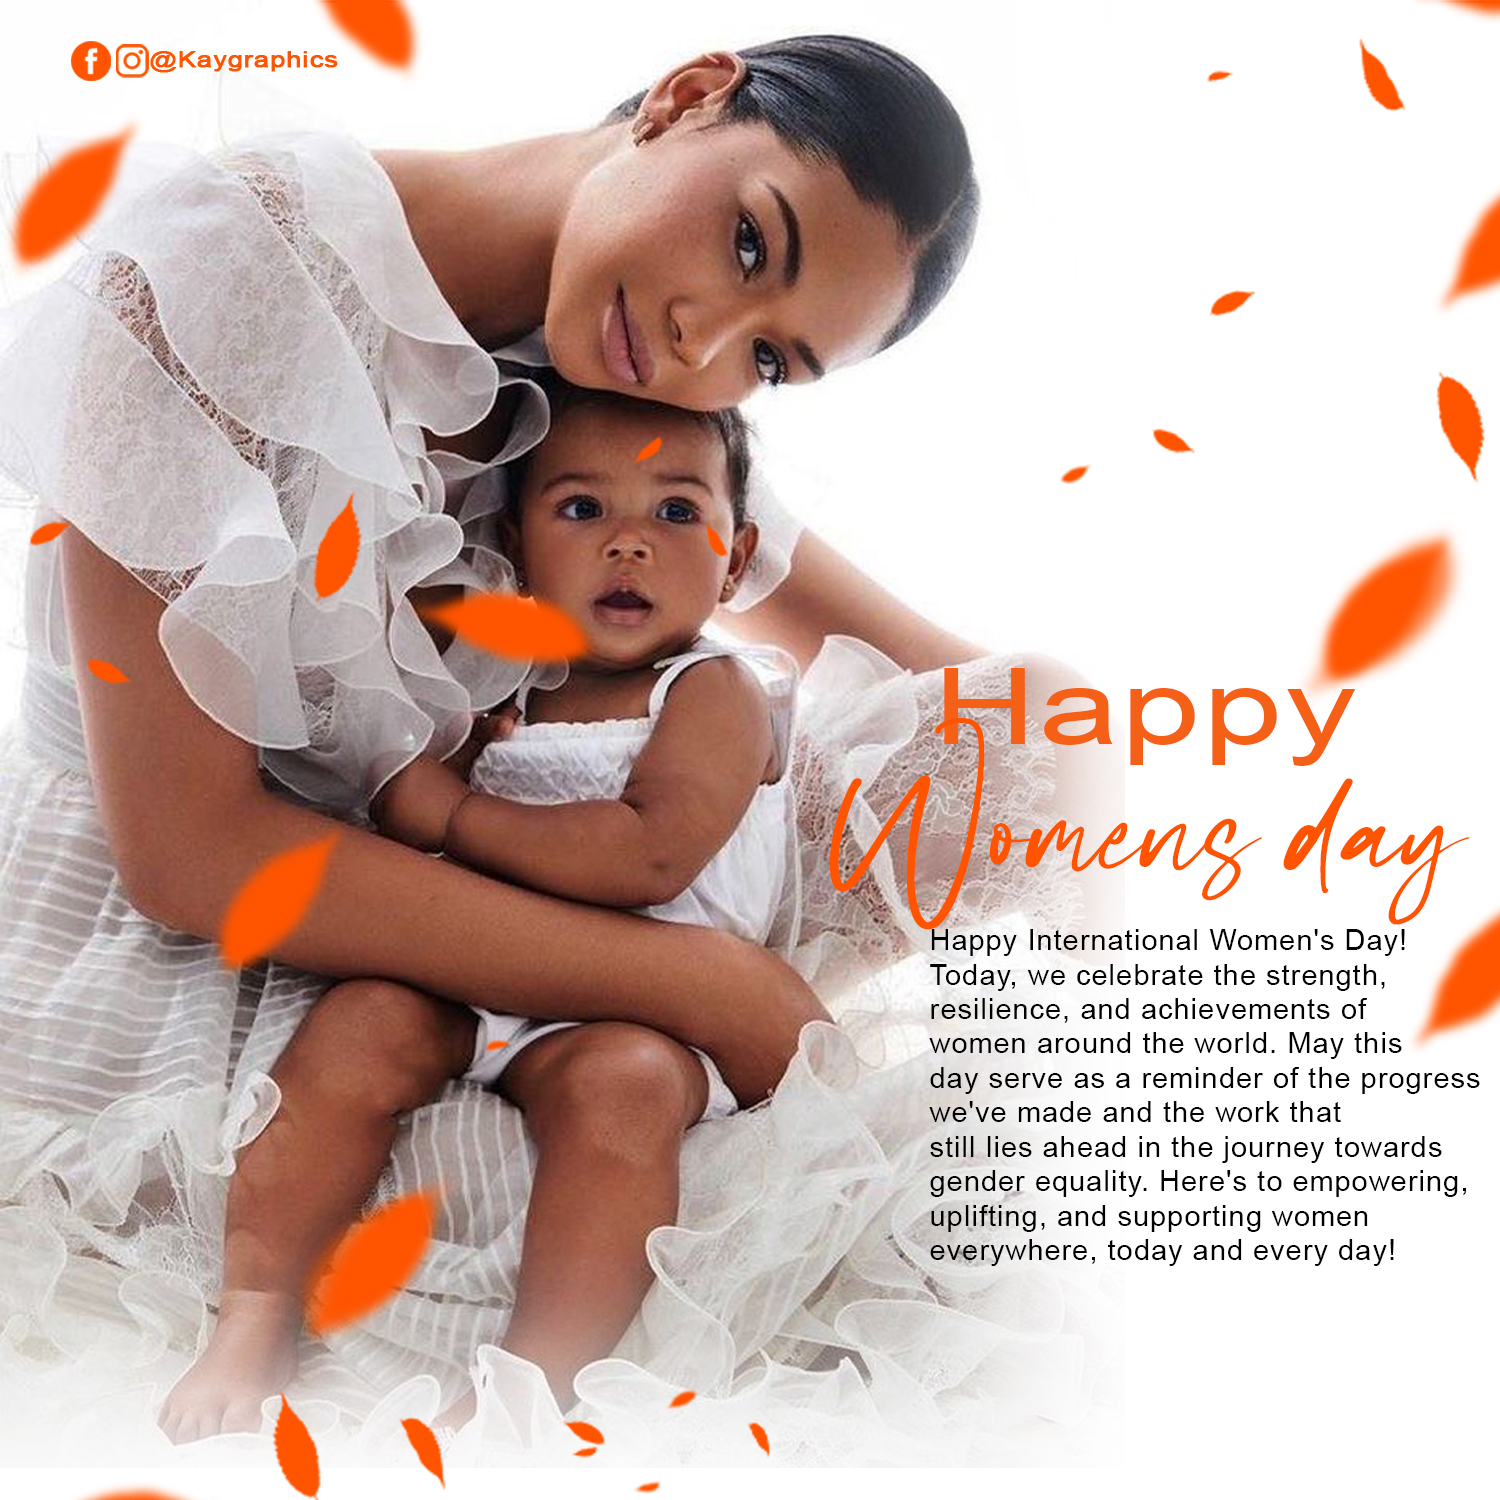 @Kaygraphics
Happy
Womens day
Happy International Women's Day!
Today, we celebrate the strength,
resilience, and achievements of
women around the world. May this
day serve as a reminder of the progress
we've made and the work that
still lies ahead in the journey towards
gender equality. Here's to empowering,
uplifting, and supporting women
everywhere, today and every day!